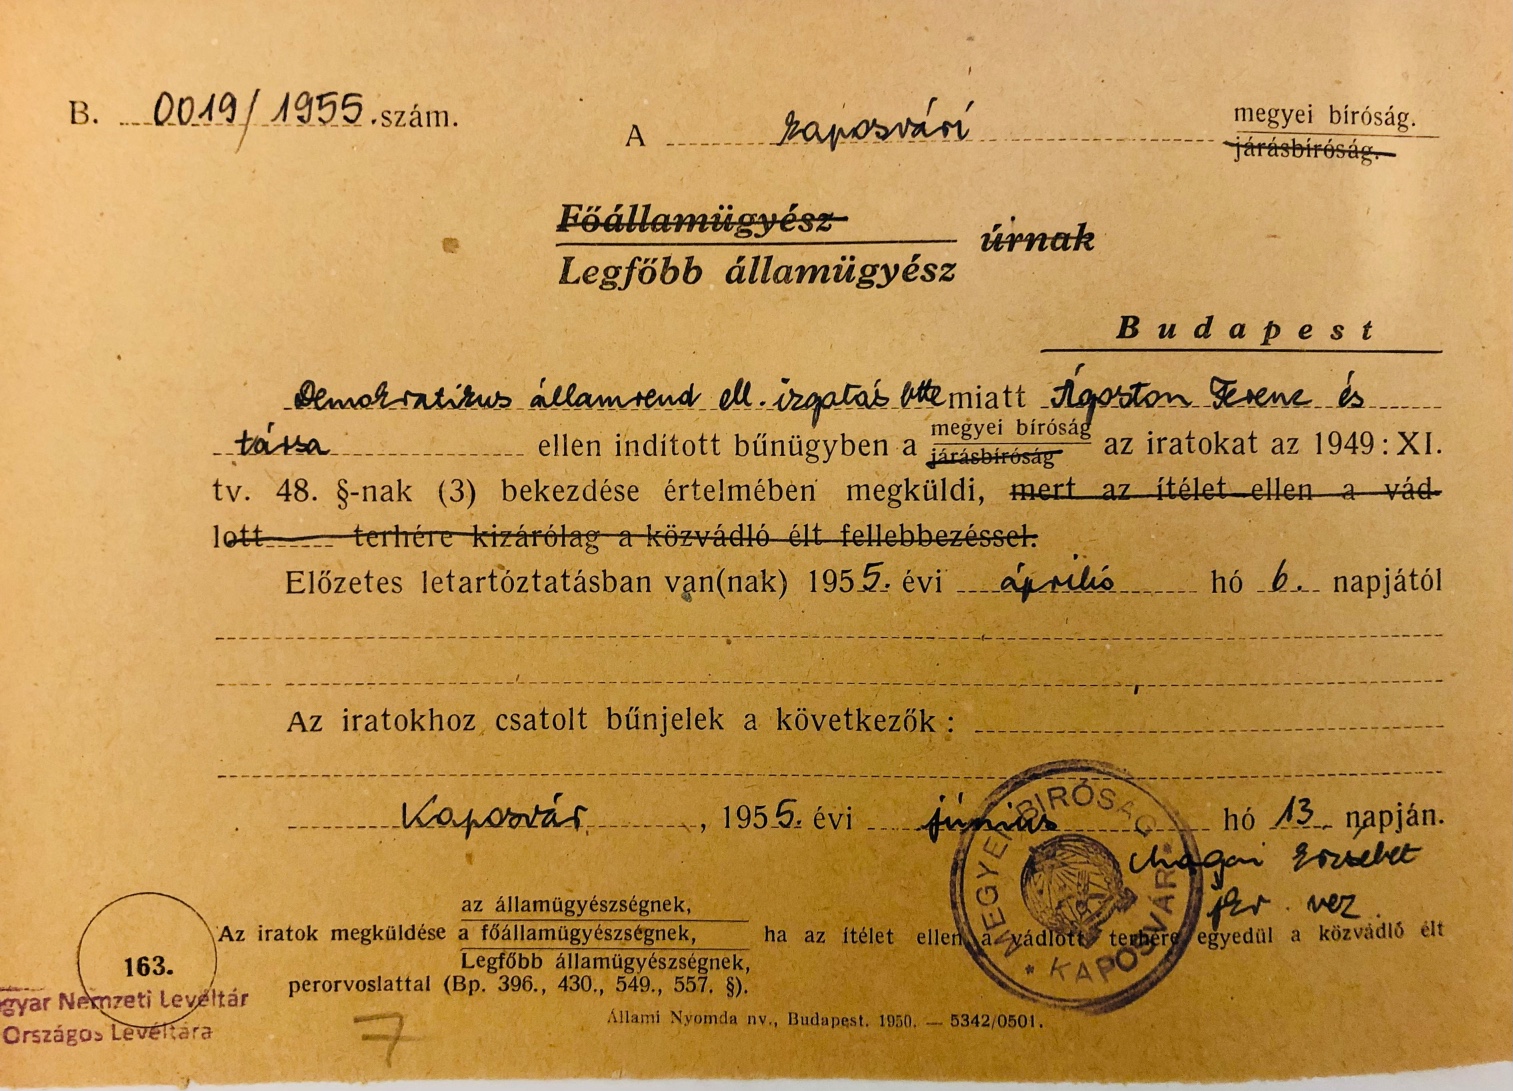 B. 0019/1955. szám.
A kaposvári megyei bíróság.
járásbíróság.
Főállamügyész
úrnak
Legfőbb államügyész
Budapest
Demokratikus államrend ell. izgatás btte miatt Ágoston Ferenc és
társa ellen indított bűnügyben a megyei bíróság járásbíróság az iratokat az 1949: XI.
tv. 48. §-nak (3) bekezdése értelmében megküldi, mert az ítélet ellen a vád-
lott terhére kizárólag a közvádló élt fellebbezéssel.
Előzetes letartóztatásban van(nak) 1955. évi április hó 6. napjától
Az iratokhoz csatolt bűnjelek a következők:
Kaposvár, 1955. évi június hó 13 napján.
MEGYEI BIRÓSÁG * KAPOSVÁR *
Erzsébet
vez.
az államügyészségnek,
Az iratok megküldése a főállamügyészségnek, ha az ítélet ellen a vádlott terhére egyedül a közvádló élt
Legfőbb államügyészségnek,
perorvoslattal (Bp. 396., 430., 549., 557. §).
163.
gyar Nemzeti Levéltár
Országos Levéltára
7
Állami Nyomda nv., Budapest. 1950. — 5342/0501.